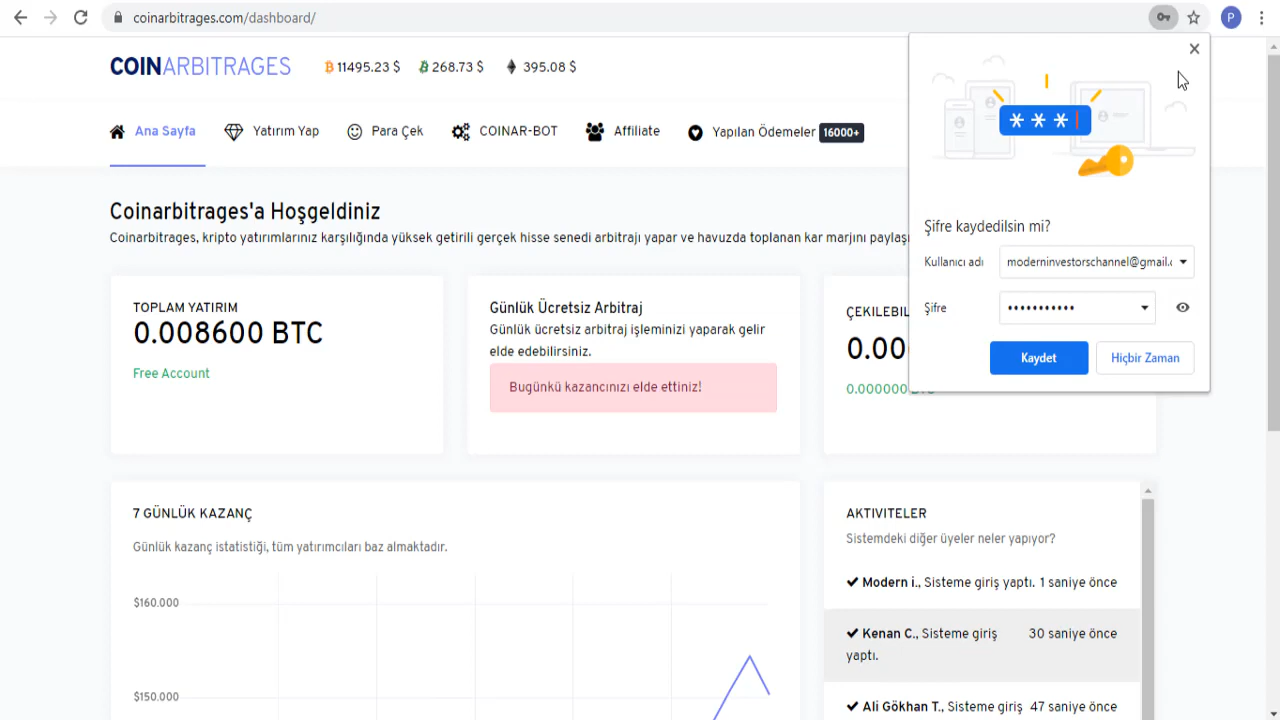 coinarbitrages.com/dashboard/
P
COINARBITRAGES
11495.23 $
268.73 $
395.08 $
Ana Sayfa
Yatırım Yap
Para Çek
COINAR-BOT
Affiliate
Yapılan Ödemeler 16000+
Coinarbitrages'a Hoşgeldiniz
Coinarbitrages, kripto yatırımlarınız karşılığında yüksek getirili gerçek hisse senedi arbitrajı yapar ve havuzda toplanan kar marjını paylaş
TOPLAM YATIRIM
0.008600 BTC
Free Account
Günlük Ücretsiz Arbitraj
Günlük ücretsiz arbitraj işleminizi yaparak gelir
elde edebilirsiniz.
Bugünkü kazancınızı elde ettiniz!
ÇEKİLEBİL
0.00
0.000000 BTC
***
Şifre kaydedilsin mi?
Kullanıcı adı
moderninvestorschannel@gmail.c
Şifre
•••••••••••
Kaydet
Hiçbir Zaman
7 GÜNLÜK KAZANÇ
Günlük kazanç istatistiği, tüm yatırımcıları baz almaktadır.
$160.000
$150.000
AKTIVITELER
Sistemdeki diğer üyeler neler yapıyor?
Modern i., Sisteme giriş yaptı. 1 saniye önce
Kenan C., Sisteme giriş 30 saniye önce
yaptı.
Ali Gökhan T., Sisteme giriş 47 saniye önce